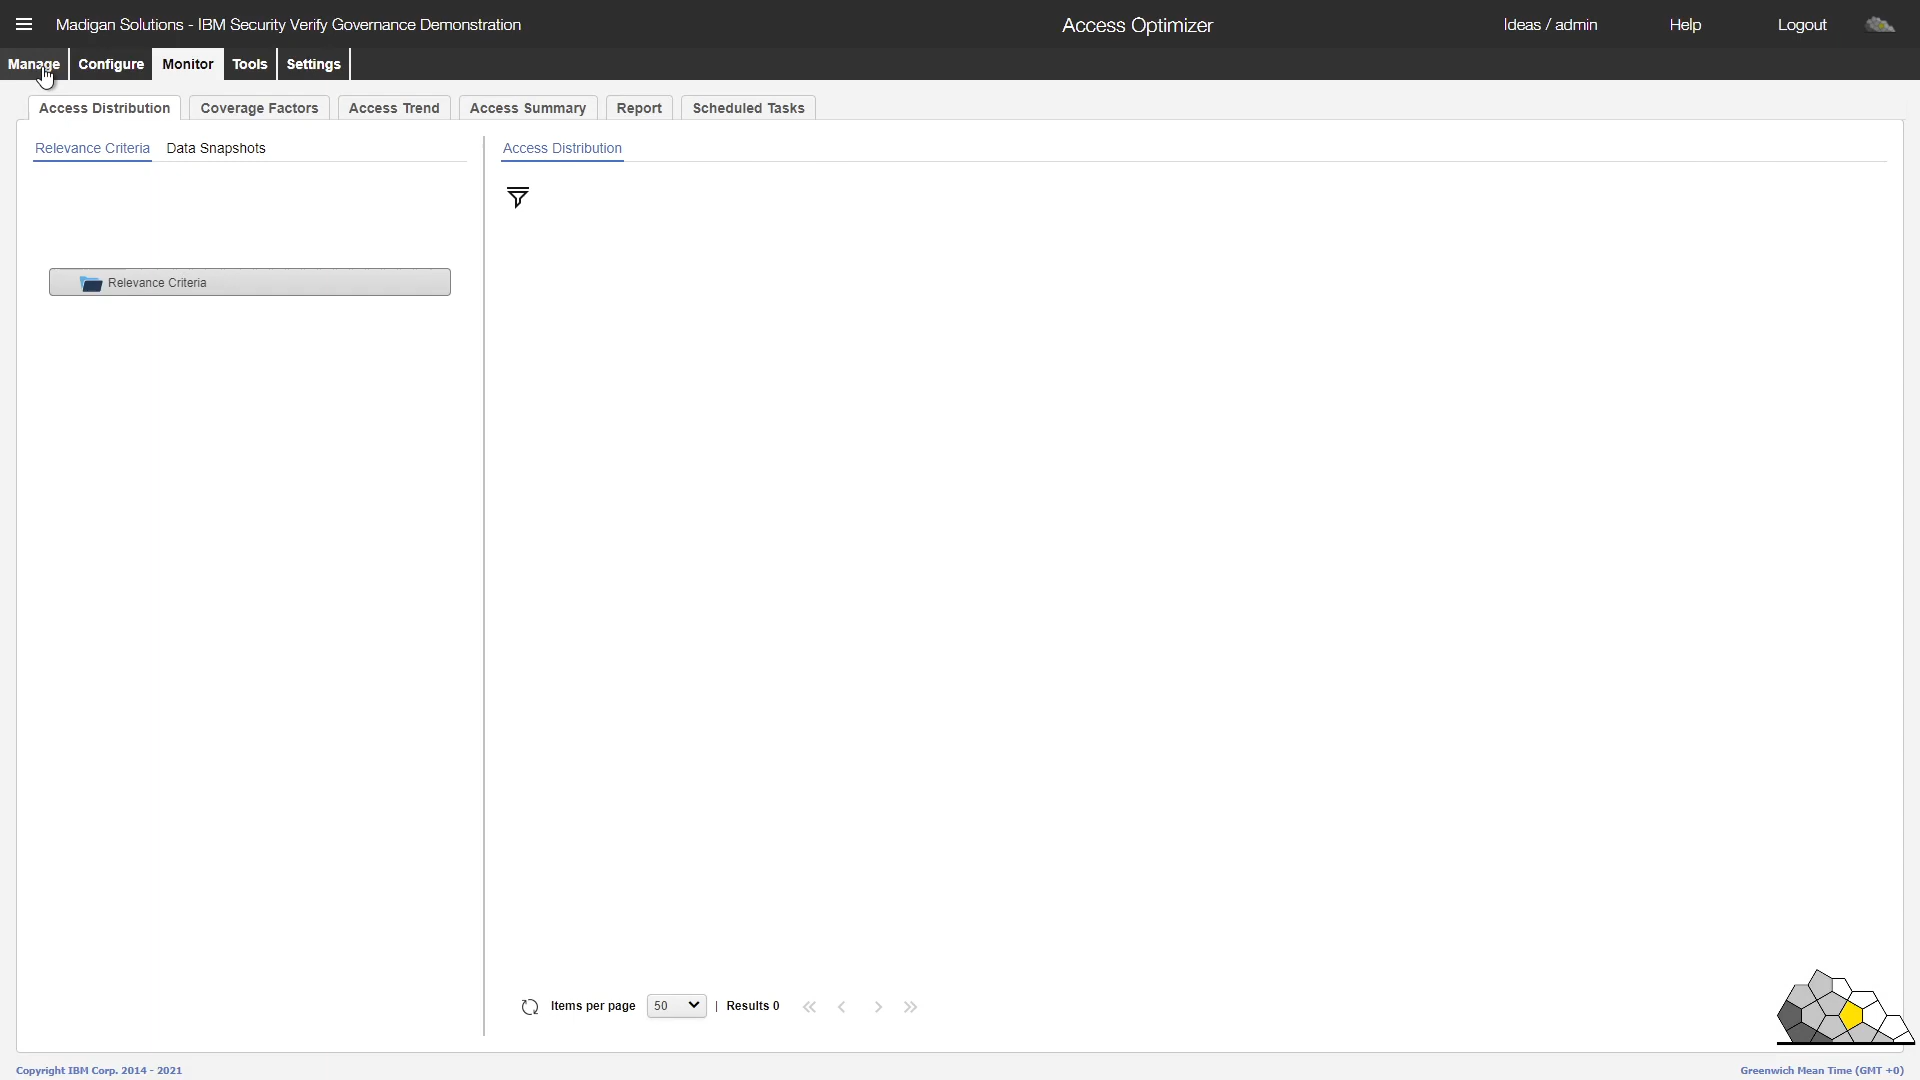 Madigan Solutions - IBM Security Verify Governance Demonstration
Access Optimizer
Ideas / admin
Help
Logout
Manage
Configure
Monitor
Tools
Settings
Access Distribution
Coverage Factors
Access Trend
Access Summary
Report
Scheduled Tasks
Relevance Criteria
Data Snapshots
Access Distribution
Relevance Criteria
Items per page
50
| Results 0
Copyright IBM Corp. 2014 - 2021
Greenwich Mean Time (GMT +0)